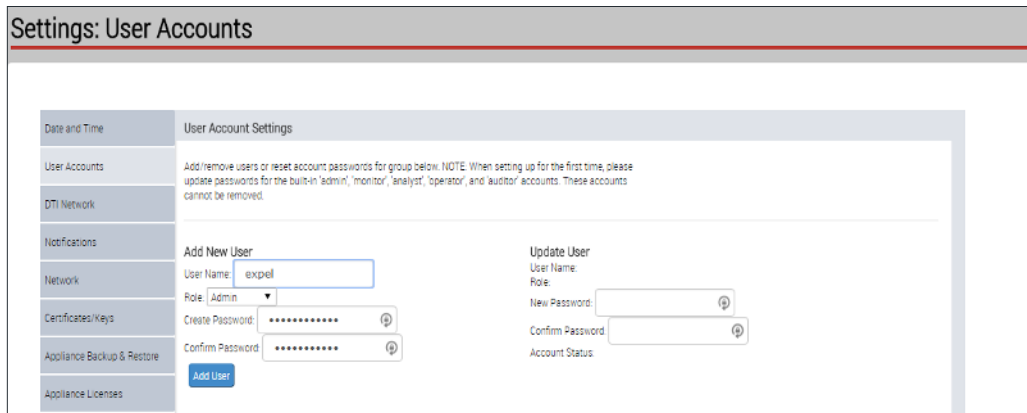 Settings: User Accounts
Date and Time
User Accounts
DTI Network
Notifications
Network
Certificates/Keys
Appliance Backup & Restore
Appliance Licenses
User Account Settings
Add/remove users or reset account passwords for group below. NOTE: When setting up for the first time, please
update passwords for the built-in 'admin', 'monitor', 'analyst', 'operator', and 'auditor' accounts. These accounts
cannot be removed.
Add New User
User Name: expel
Role: Admin
Create Password: ••••••••••••
Confirm Password: •••••••••••
Add User
Update User
User Name:
Role:
New Password:
Confirm Password:
Account Status: